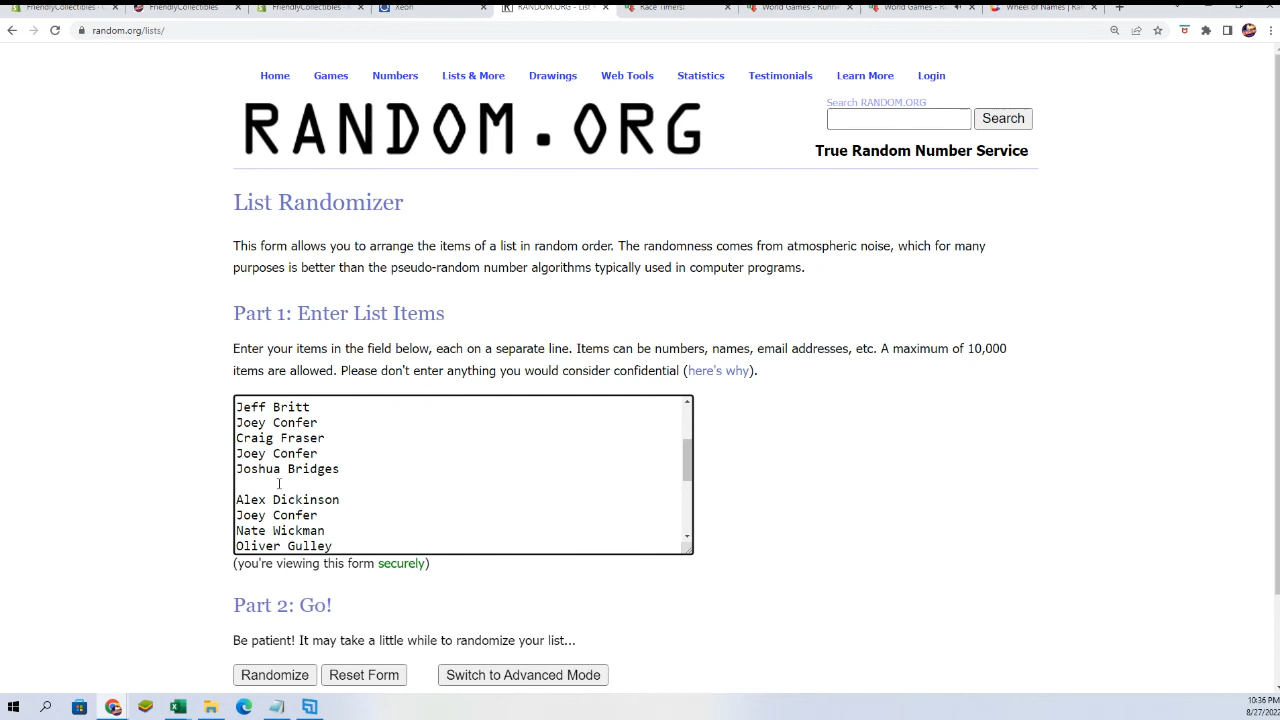 FriendlyCollectibles
FriendlyCollectibles
FriendlyCollectibles
Xeon
RANDOM.ORG - List
Race Timers!
World Games - Runn
World Games - Ru
Wheel of Names | Ra
random.org/lists/
Home Games Numbers Lists & More Drawings Web Tools Statistics Testimonials Learn More Login
RANDOM.ORG
Search RANDOM.ORG
Search
True Random Number Service
List Randomizer
This form allows you to arrange the items of a list in random order. The randomness comes from atmospheric noise, which for many
purposes is better than the pseudo-random number algorithms typically used in computer programs.
Part 1: Enter List Items
Enter your items in the field below, each on a separate line. Items can be numbers, names, email addresses, etc. A maximum of 10,000
items are allowed. Please don't enter anything you would consider confidential (here's why).
Jeff Britt
Joey Confer
Craig Fraser
Joey Confer
Joshua Bridges
Alex Dickinson
Joey Confer
Nate Wickman
Oliver Gulley
(you're viewing this form securely)
Part 2: Go!
Be patient! It may take a little while to randomize your list...
Randomize Reset Form Switch to Advanced Mode
10:36 PM
8/27/2022